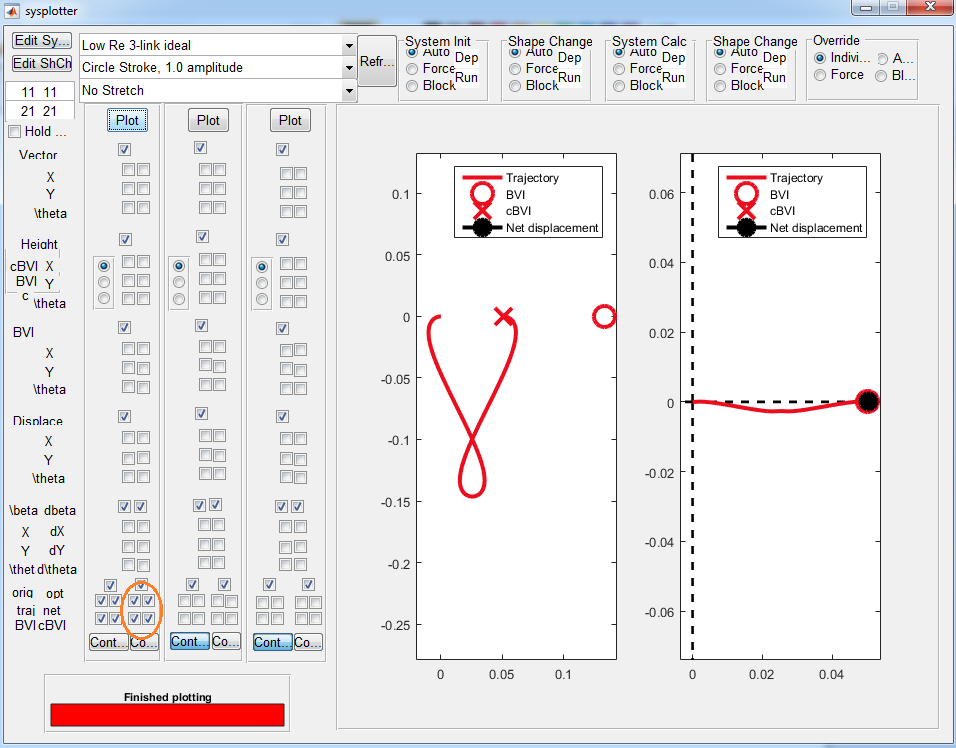 sysplotter
Edit Sy...
Edit ShCh
Low Re 3-link ideal
Circle Stroke, 1.0 amplitude
No Stretch
Refr...
System Init
Auto
Force
Block
Dep
Run
Shape Change
Auto
Force
Block
Dep
Run
System Calc
Auto
Force
Block
Dep
Run
Shape Change
Auto
Force
Block
Dep
Run
Override
Indivi... A...
Force Bl...
11 11
21 21
Hold ...
Plot Plot Plot
Vector
X
Y
\theta
Height
cBVI X
BVI Y
c \theta
BVI
X
Y
\theta
Displace
X
Y
\theta
\beta dbeta
X dX
Y dY
\thet d\theta
orig opt
traj net
BVI cBVI
Cont... Co... Cont... Co... Cont... Co...
Finished plotting
Trajectory
BVI
cBVI
Net displacement
0.1
0.05
0
-0.05
-0.1
-0.15
-0.2
-0.25
0 0.05 0.1
Trajectory
BVI
cBVI
Net displacement
0.06
0.04
0.02
0
-0.02
-0.04
-0.06
0 0.02 0.04